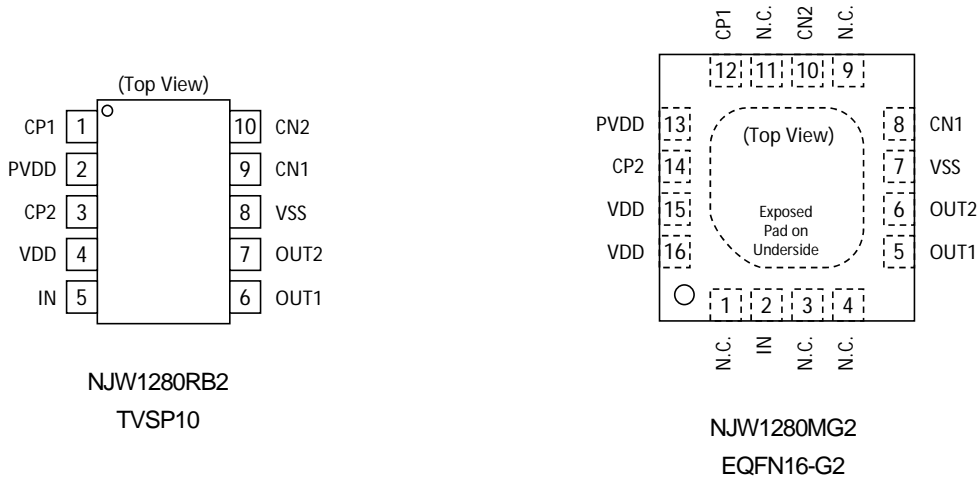 (Top View)
CP1 1
PVDD 2
CP2 3
VDD 4
IN 5
10 CN2
9 CN1
8 VSS
7 OUT2
6 OUT1
NJW1280RB2
TVSP10
CP1 N.C. CN2 N.C.
12 11 10 9
PVDD 13
CP2 14
VDD 15
VDD 16
(Top View)
Exposed
Pad on
Underside
8 CN1
7 VSS
6 OUT2
5 OUT1
1 2 3 4
N.C. IN N.C. N.C.
NJW1280MG2
EQFN16-G2